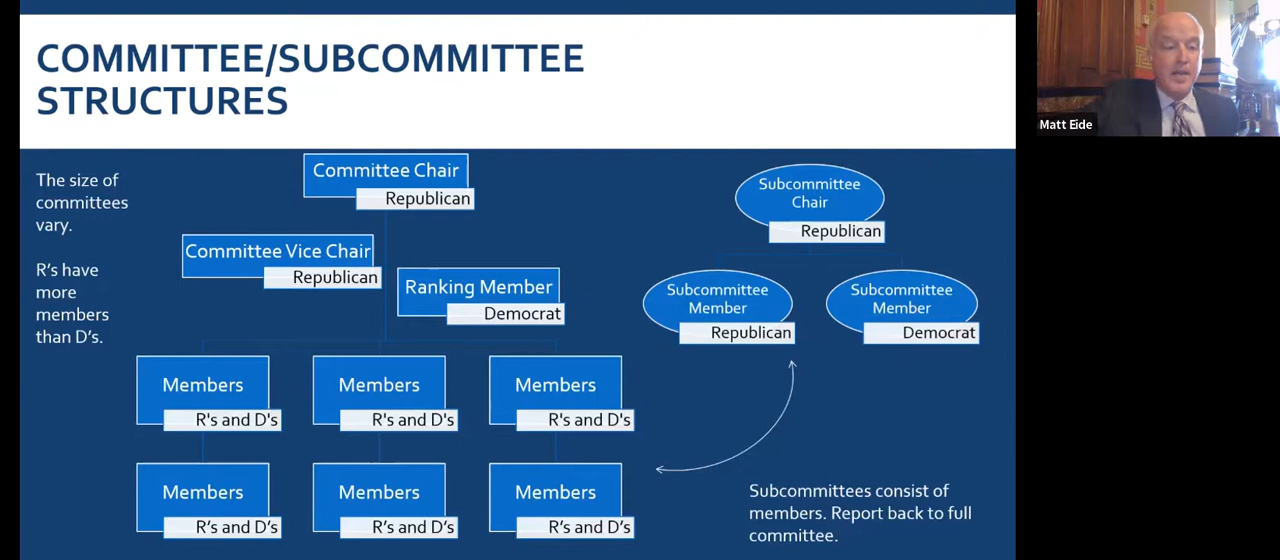 COMMITTEE/SUBCOMMITTEE
STRUCTURES
Matt Eide
The size of
committees
vary.
R's have
more
members
than D's.
Committee Chair
Republican
Committee Vice Chair
Republican
Ranking Member
Democrat
Members
R's and D's
Members
R's and D's
Members
R's and D's
Members
R's and D's
Members
R's and D's
Members
R's and D's
Subcommittee
Chair
Republican
Subcommittee
Member
Republican
Subcommittee
Member
Democrat
Subcommittees consist of
members. Report back to full
committee.